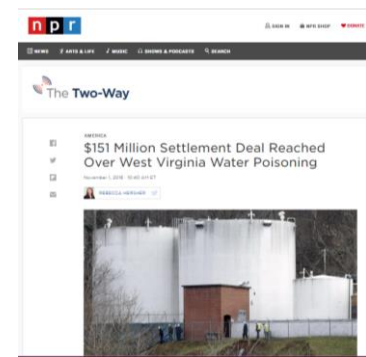 npr
SIGN IN NPR SHOP DONATE
NEWS ARTS & LIFE MUSIC SHOWS & PODCASTS SEARCH
The Two-Way
AMERICA
$151 Million Settlement Deal Reached
Over West Virginia Water Poisoning
REBECCA HERSHER